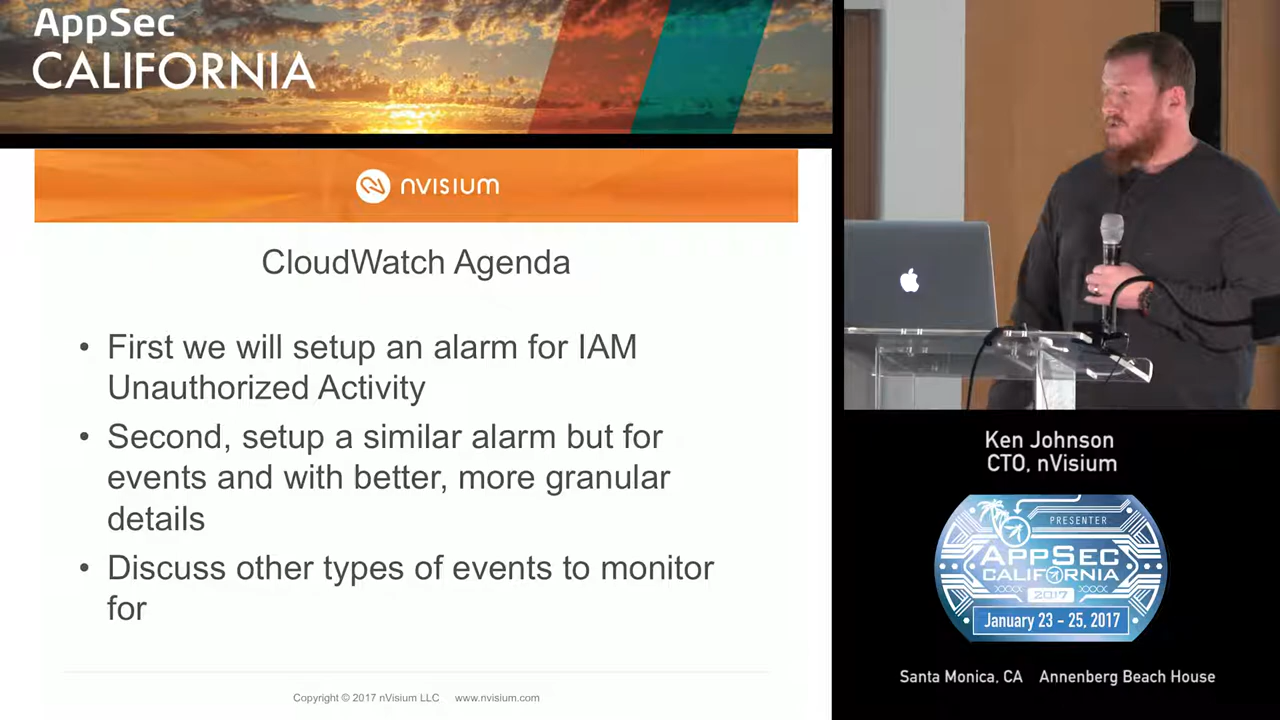 AppSec
CALIFORNIA
nvisium
CloudWatch Agenda
• First we will setup an alarm for IAM
Unauthorized Activity
• Second, setup a similar alarm but for
events and with better, more granular
details
• Discuss other types of events to monitor
for
Copyright © 2017 nVisium LLC www.nvisium.com
Ken Johnson
CTO, nVisium
PRESENTER
APPSEC
CALIFORNIA
2017
January 23 - 25, 2017
Santa Monica, CA Annenberg Beach House